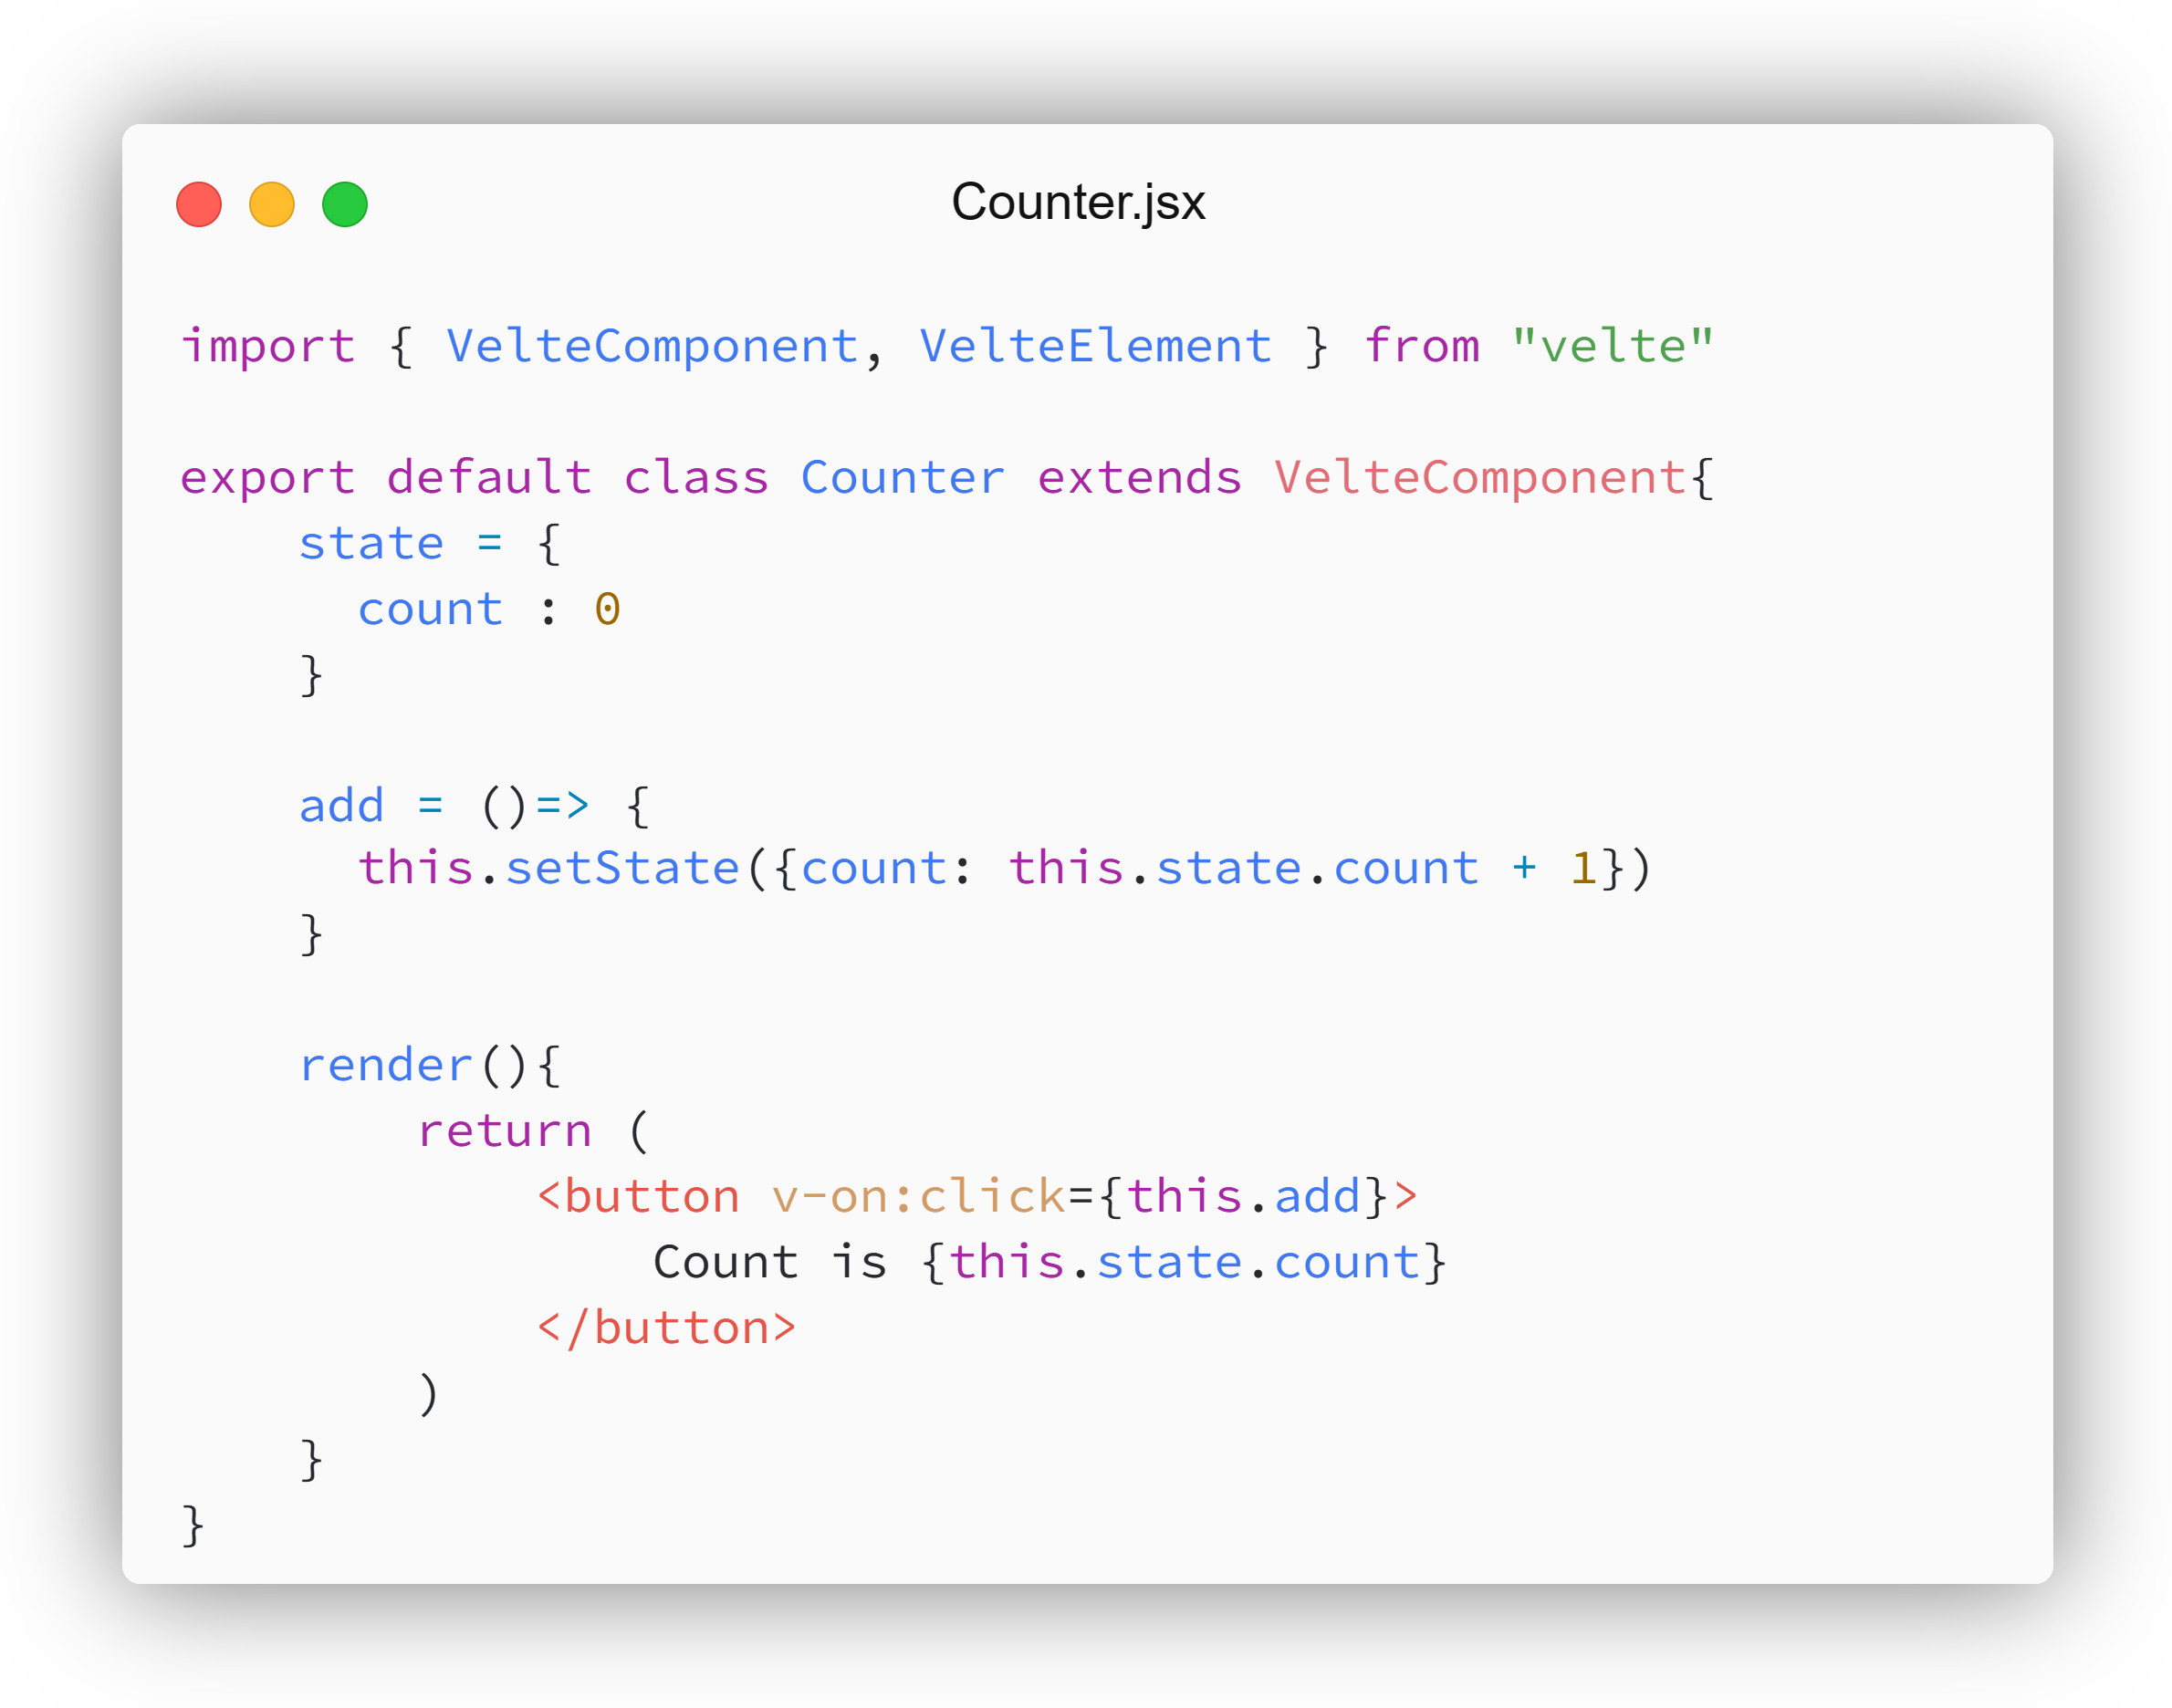 Counter.jsx
import { VelteComponent, VelteElement } from "velte"
export default class Counter extends VelteComponent{
    state = {
      count : 0
    }
    add = ()=> {
      this.setState({count: this.state.count + 1})
    }
    render(){
        return (
            <button v-on:click={this.add}>
                Count is {this.state.count}
            </button>
        )
    }
}